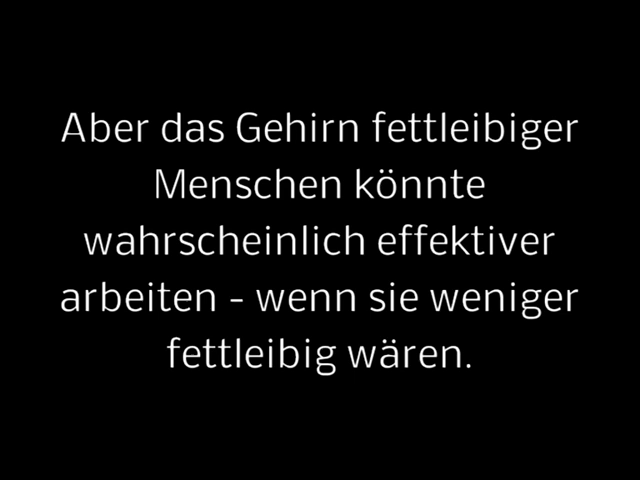 Aber das Gehirn fettleibiger
Menschen könnte
wahrscheinlich effektiver
arbeiten - wenn sie weniger
fettleibig wären.